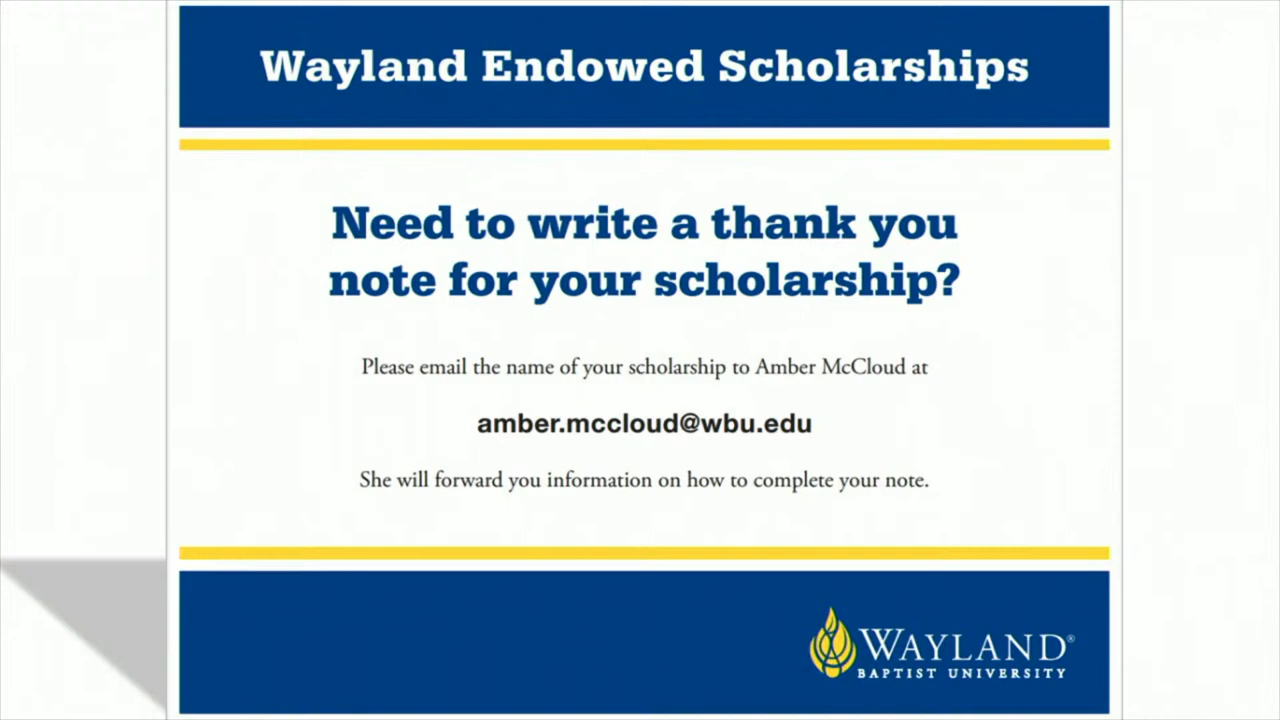 Wayland Endowed Scholarships
Need to write a thank you
note for your scholarship?
Please email the name of your scholarship to Amber McCloud at
amber.mccloud@wbu.edu
She will forward you information on how to complete your note.
WAYLAND®
BAPTIST UNIVERSITY